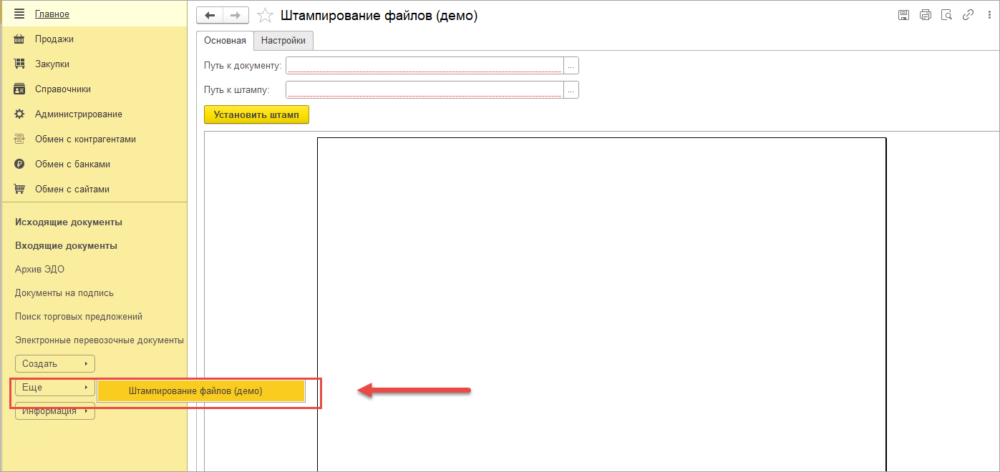 Главное
Продажи
Закупки
Справочники
Администрирование
Обмен с контрагентами
Обмен с банками
Обмен с сайтами
Исходящие документы
Входящие документы
Архив ЭДО
Документы на подпись
Поиск торговых предложений
Электронные перевозочные документы
Создать
Еще
Штампирование файлов (демо)
Информация
Штампирование файлов (демо)
Основная
Настройки
Путь к документу:
...
Путь к штампу:
...
Установить штамп